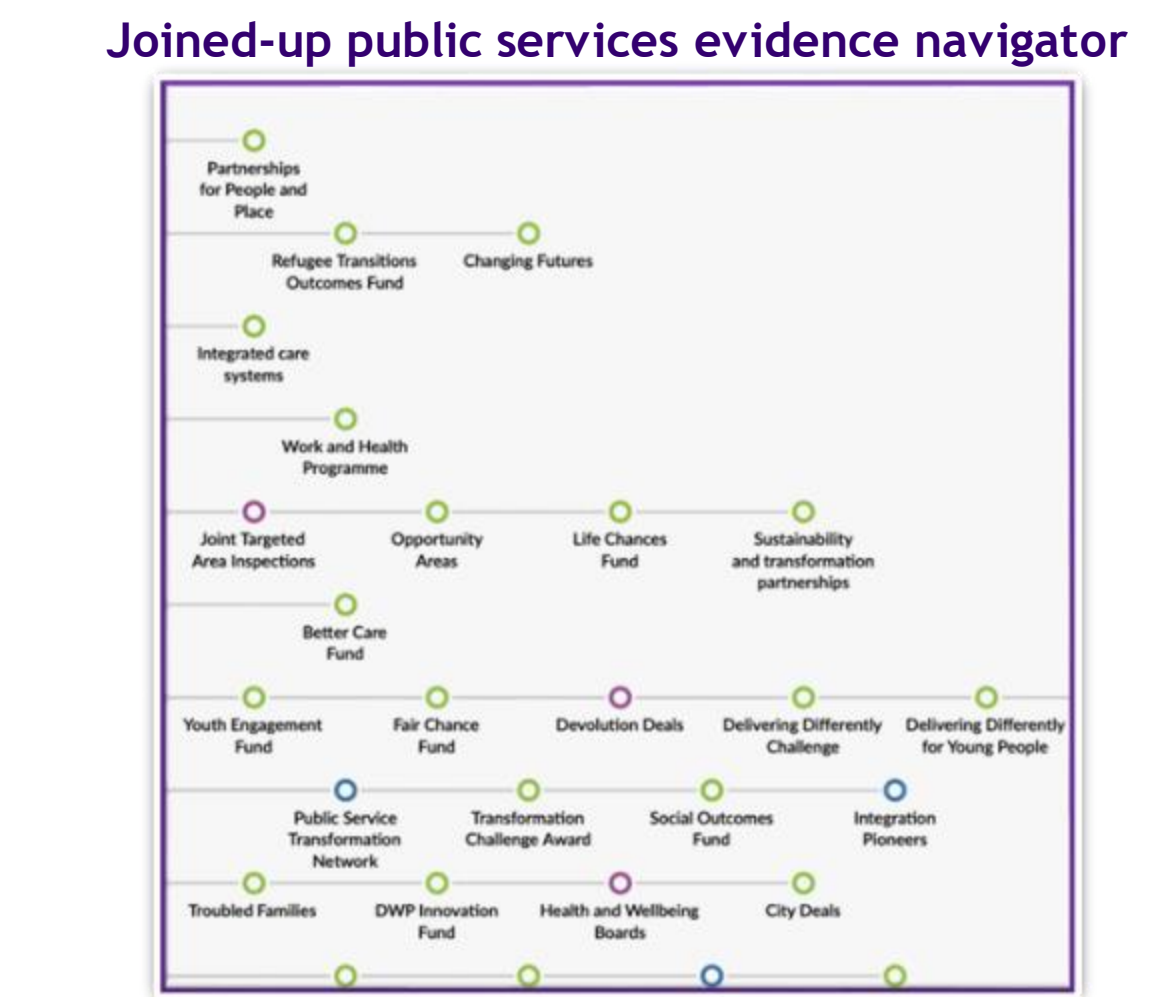 Joined-up public services evidence navigator
Partnerships
for People and
Place
Refugee Transitions
Outcomes Fund
Changing Futures
Integrated care
systems
Work and Health
Programme
Joint Targeted
Area Inspections
Opportunity
Areas
Life Chances
Fund
Sustainability
and transformation
partnerships
Better Care
Fund
Youth Engagement
Fund
Fair Chance
Fund
Devolution Deals
Delivering Differently
Challenge
Delivering Differently
for Young People
Public Service
Transformation
Network
Transformation
Challenge Award
Social Outcomes
Fund
Integration
Pioneers
Troubled Families
DWP Innovation
Fund
Health and Wellbeing
Boards
City Deals